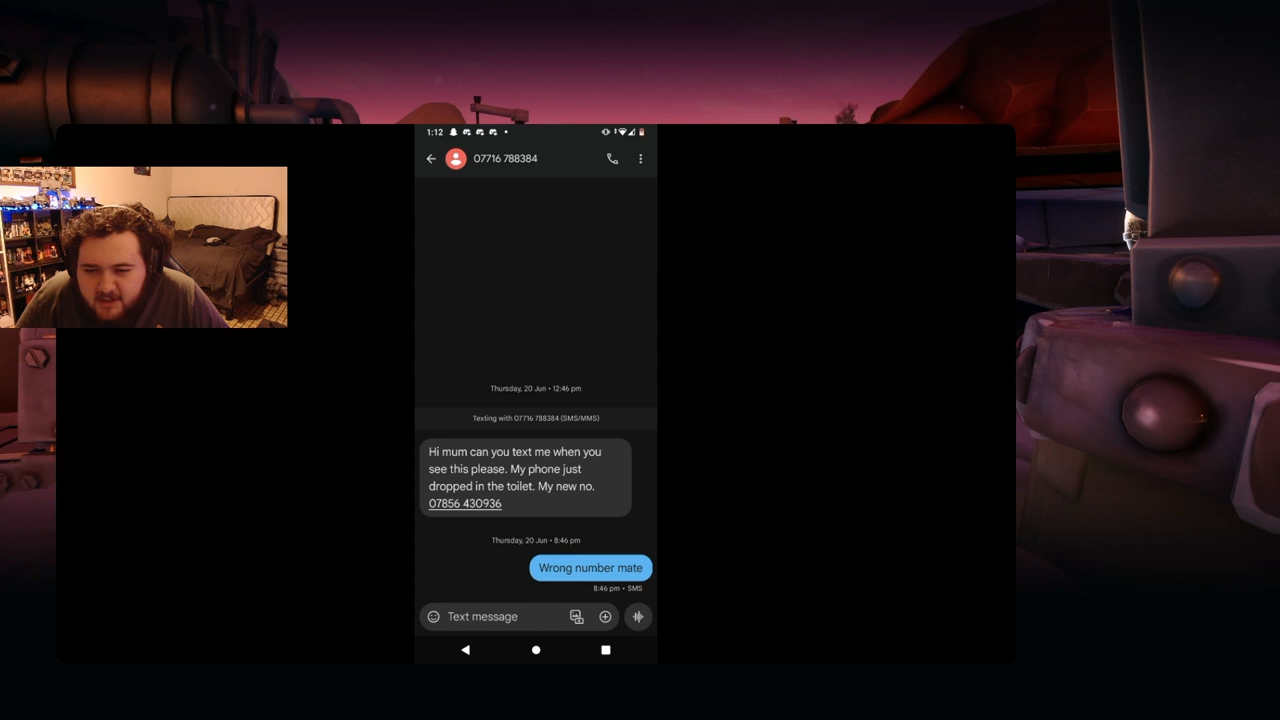 1:12
07716 788384
Thursday, 20 Jun • 12:46 pm
Texting with 07716 788384 (SMS/MMS)
Hi mum can you text me when you
see this please. My phone just
dropped in the toilet. My new no.
07856 430936
Thursday, 20 Jun • 8:46 pm
Wrong number mate
8:46 pm • SMS
Text message